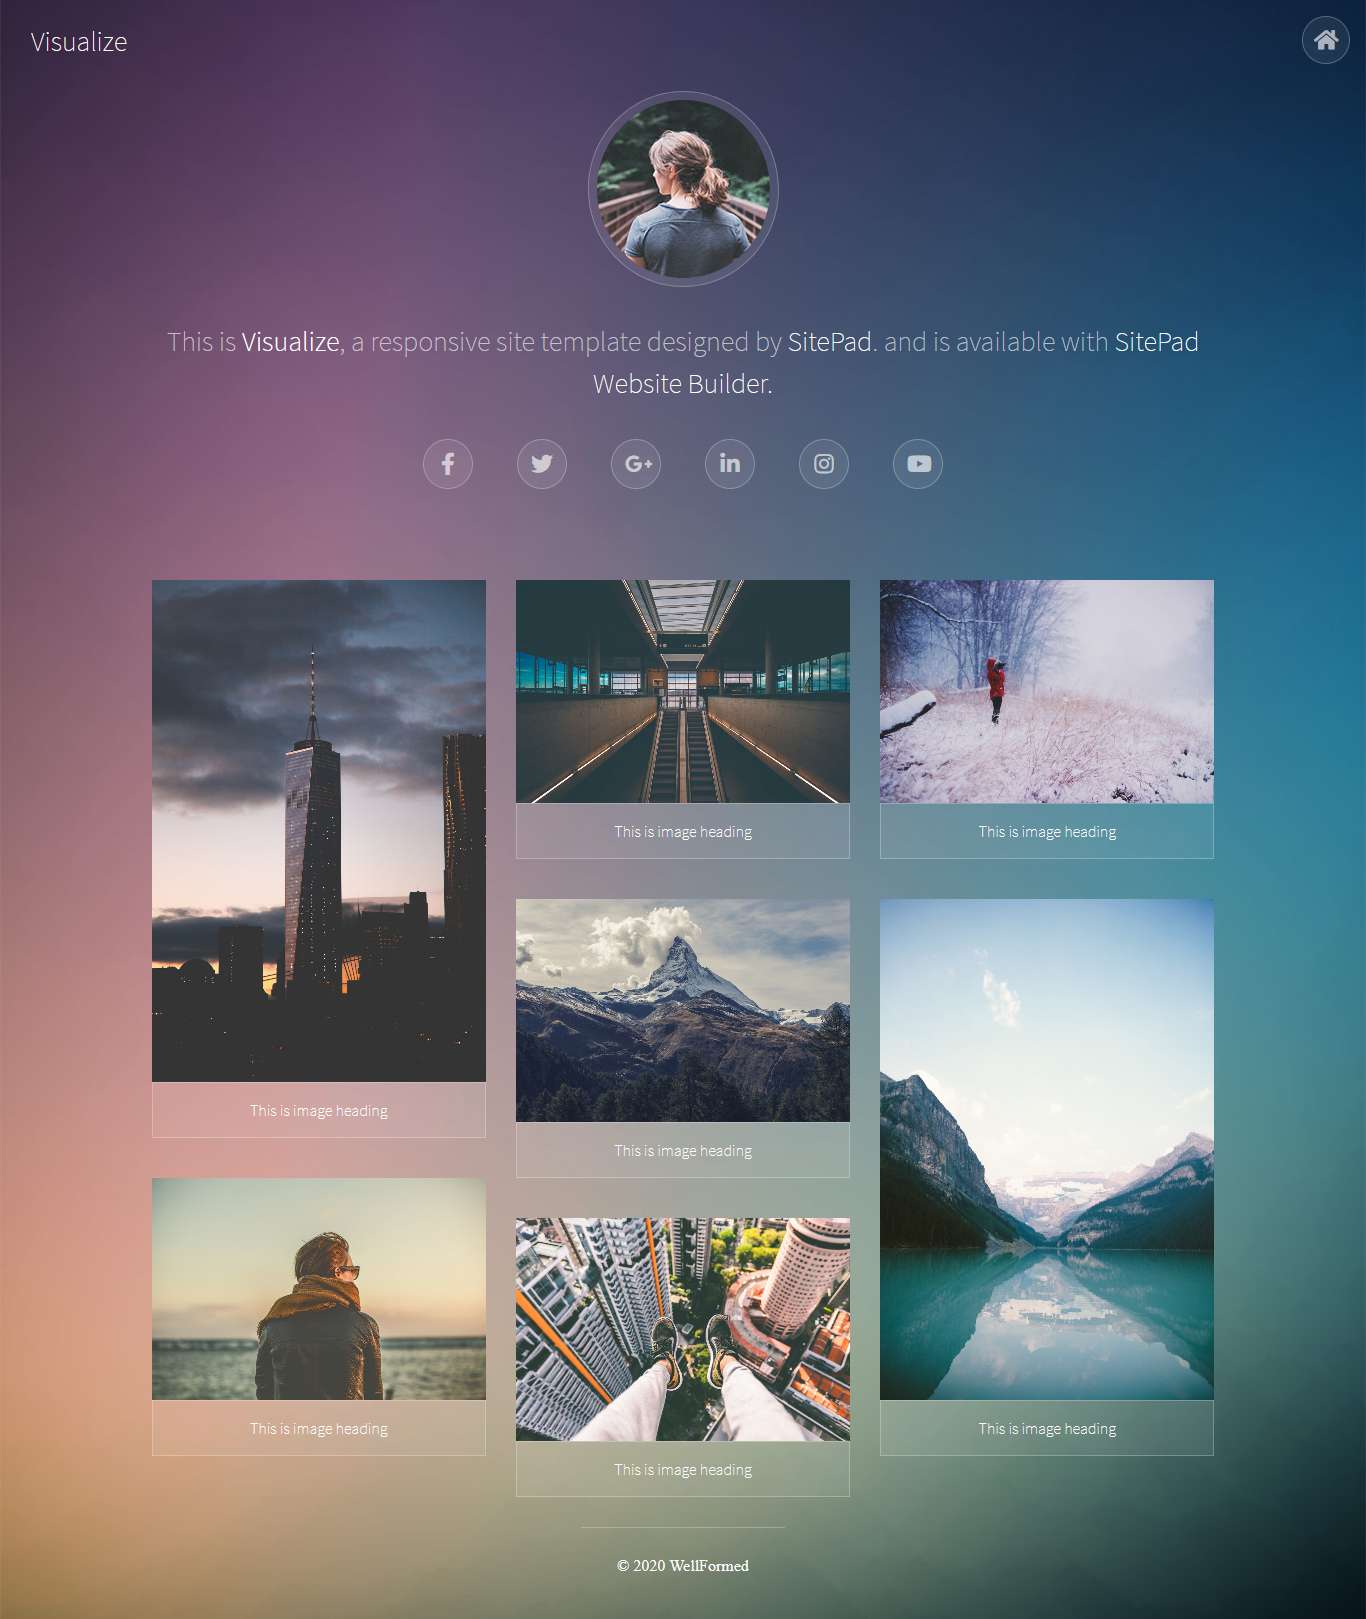 Visualize
This is Visualize, a responsive site template designed by SitePad. and is available with SitePad
Website Builder.
This is image heading
This is image heading
This is image heading
This is image heading
This is image heading
This is image heading
This is image heading
© 2020 WellFormed